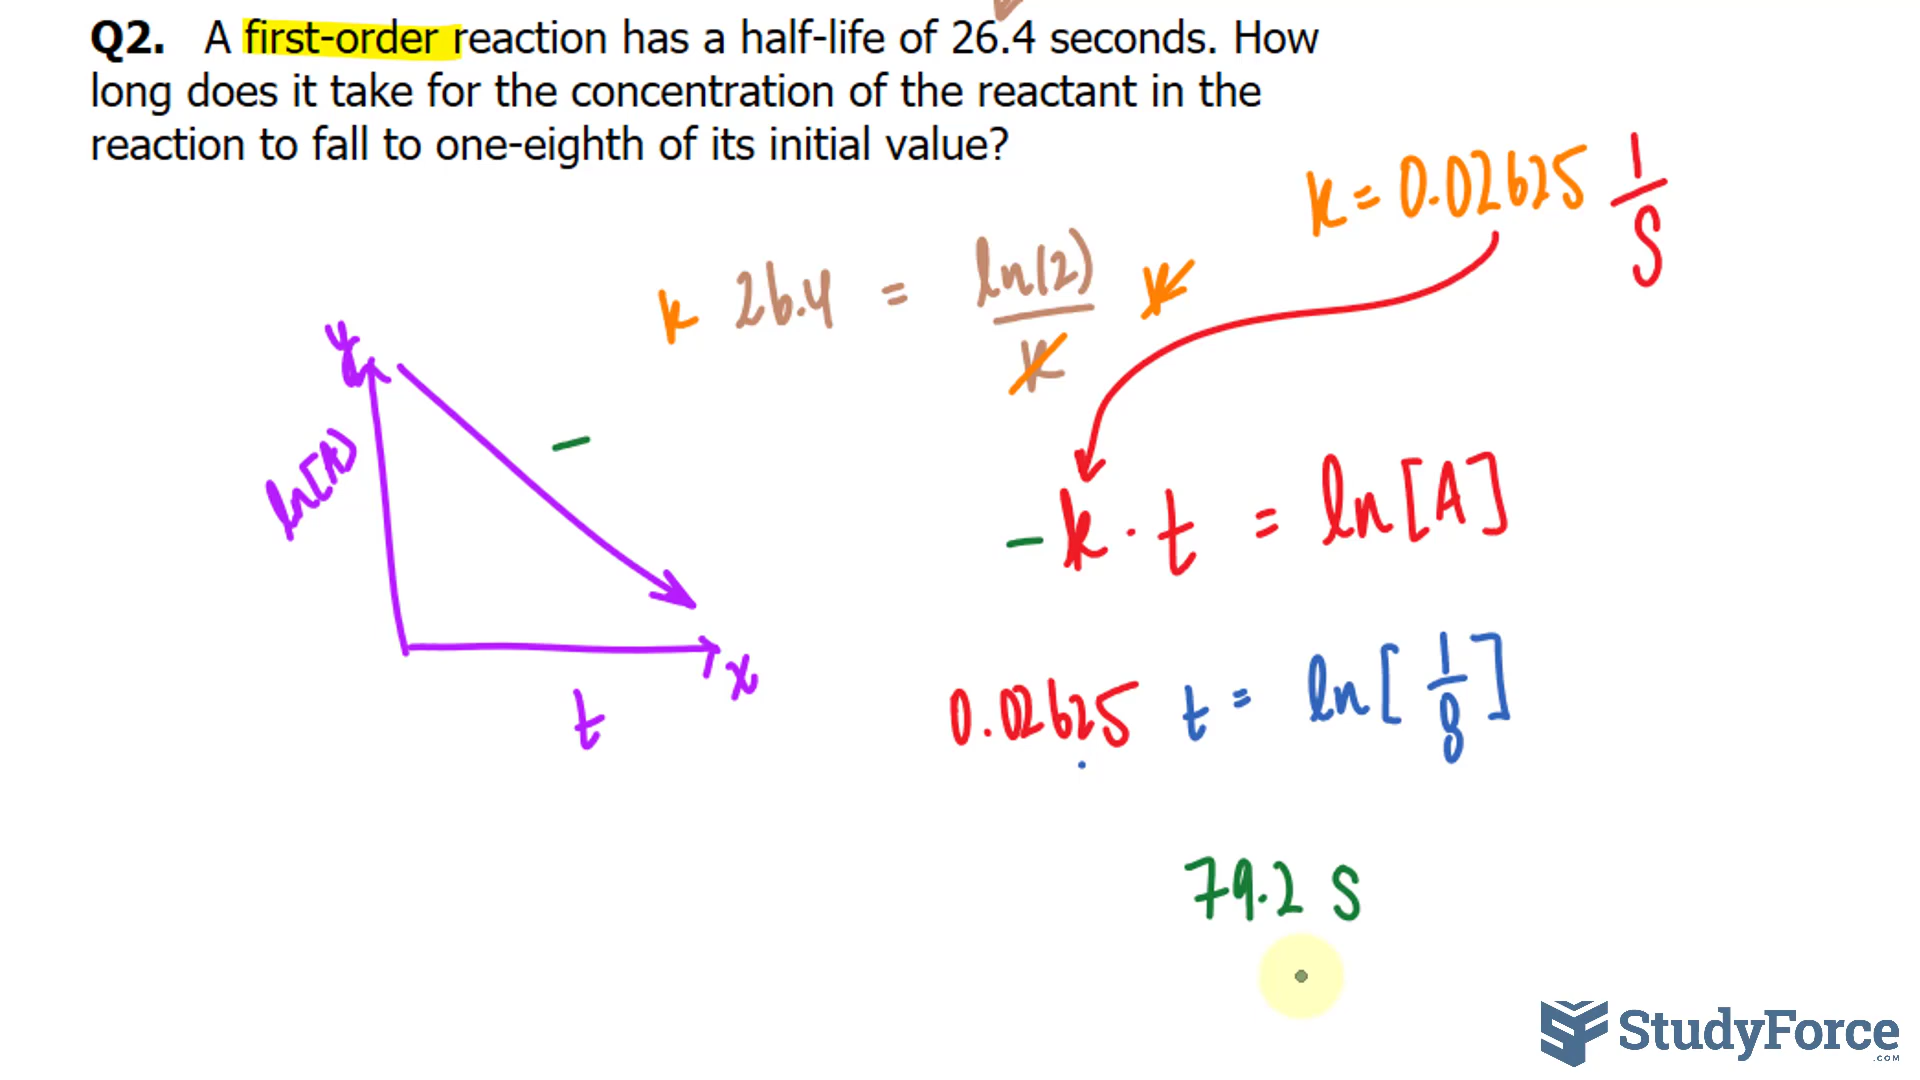 Q2. A first-order reaction has a half-life of 26.4 seconds. How
long does it take for the concentration of the reactant in the
reaction to fall to one-eighth of its initial value?
k = 0.02625 1/S
k 26.4 = ln(2)/k k
y
ln[A]
-
-k · t = ln[A]
x
t
0.02625 t = ln[1/8]
79.2 S
StudyForce
.COM